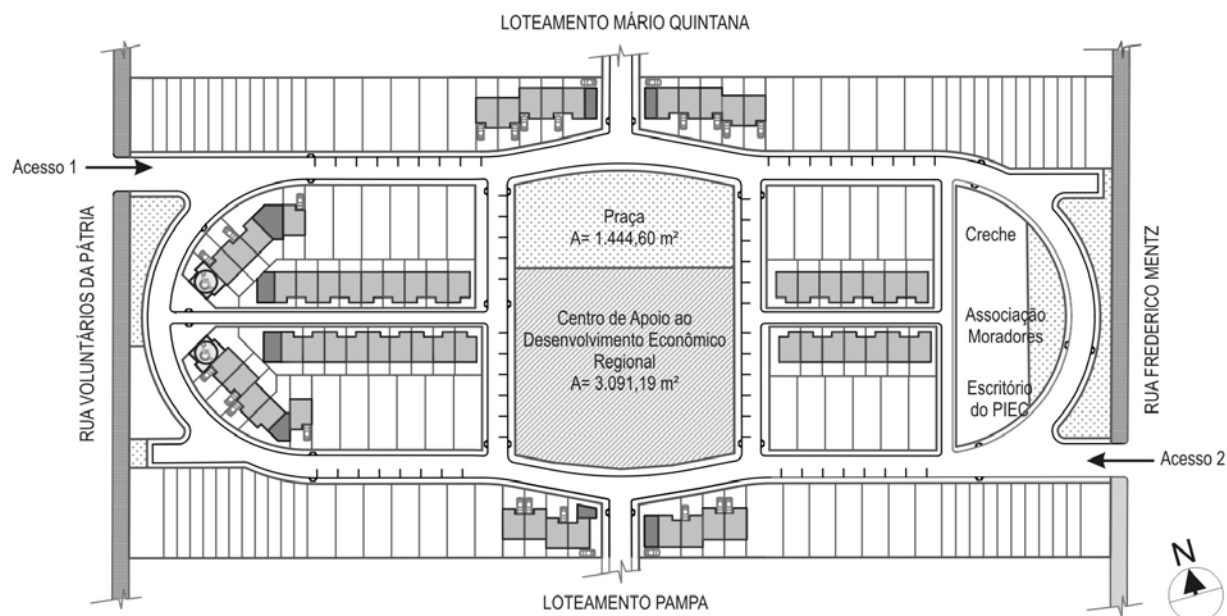 LOTEAMENTO MÁRIO QUINTANA
Acesso 1
RUA VOLUNTÁRIOS DA PÁTRIA
Praça
A= 1.444,60 m²
Centro de Apoio ao
Desenvolvimento Econômico
Regional
A= 3.091,19 m²
Creche
Associação
Moradores
Escritório
do PIEC
RUA FREDERICO MENTZ
Acesso 2
LOTEAMENTO PAMPA
N